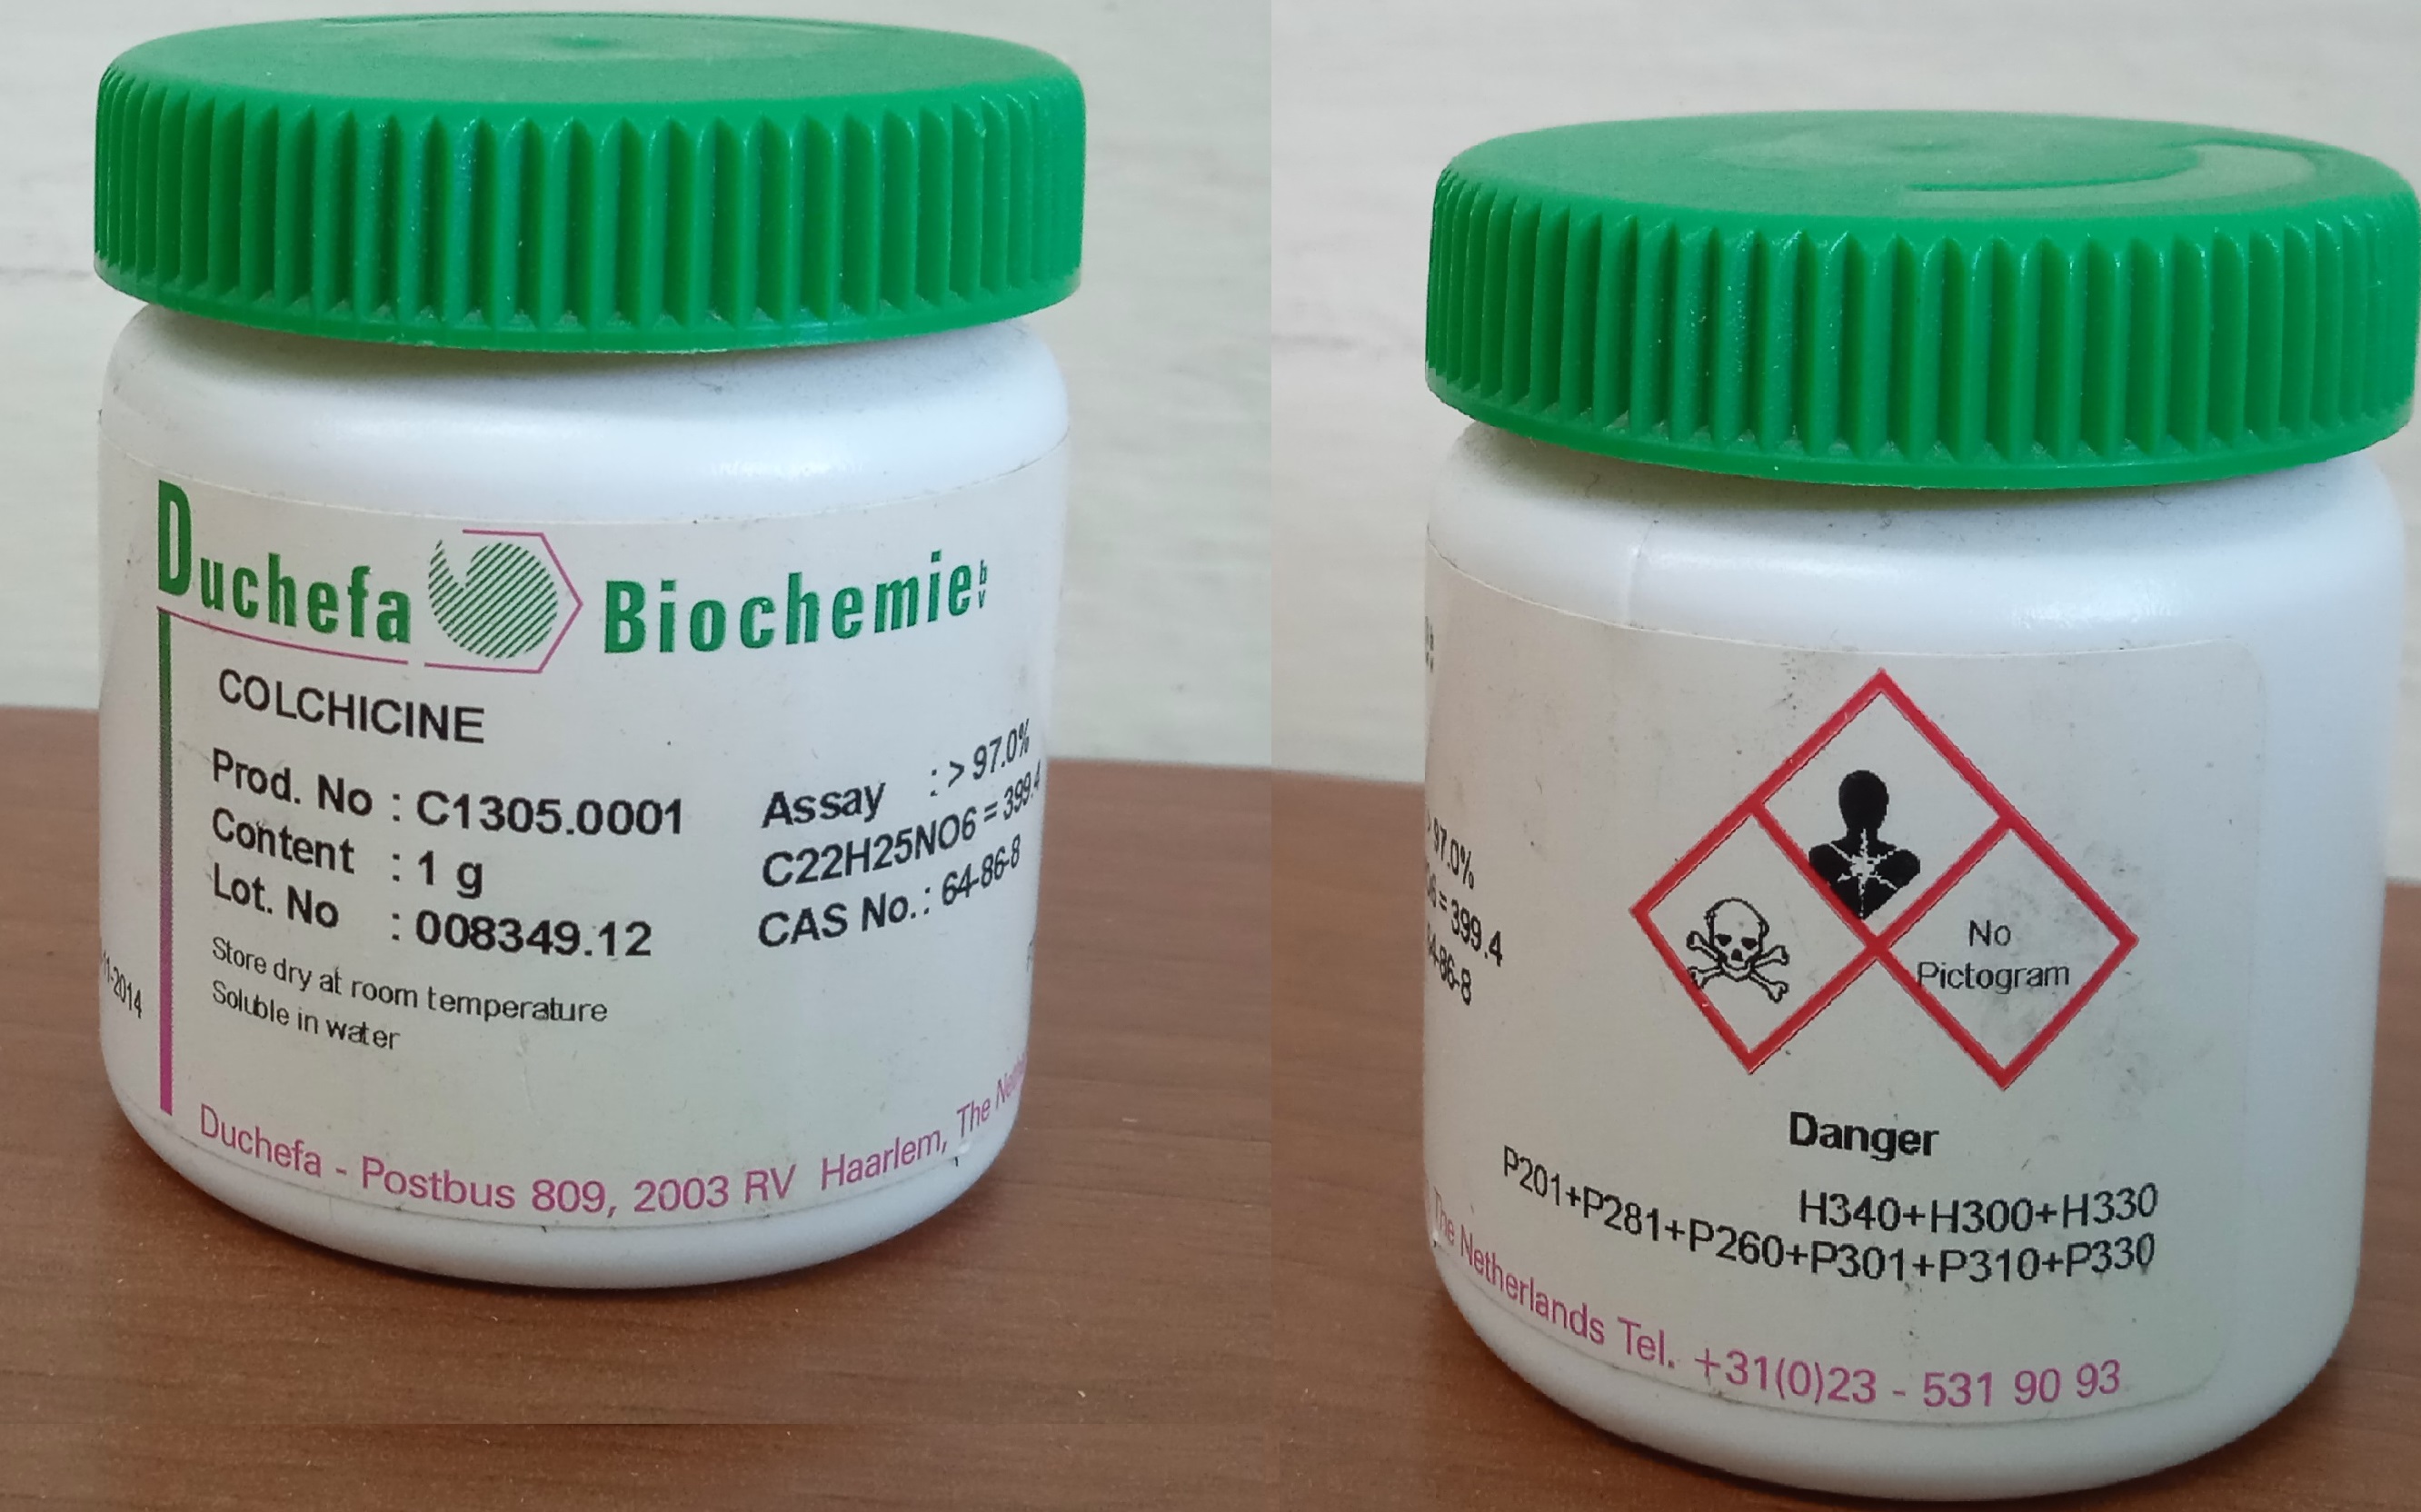 Duchefa Biochemie b v
COLCHICINE
Prod. No : C1305.0001
Content : 1 g
Lot. No : 008349.12
Assay : > 97.0%
C22H25NO6 = 399.4
CAS No.: 64-86-8
Store dry at room temperature
Soluble in water
11-2014
Duchefa - Postbus 809, 2003 RV Haarlem, The
97.0%
= 399.4
64-86-8
No
Pictogram
Danger
H340+H300+H330
P201+P281+P260+P301+P310+P330
The Netherlands Tel. +31(0)23 - 531 90 93